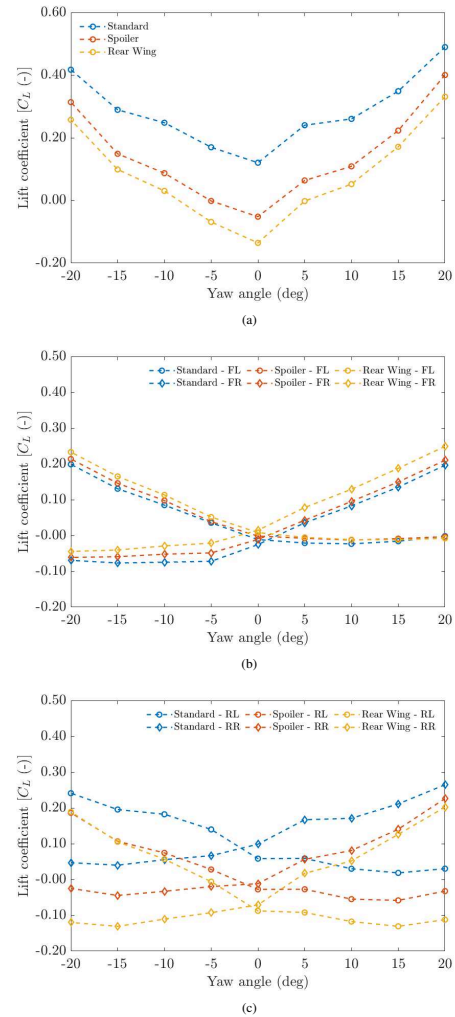 0.60
Standard
Spoiler
Rear Wing
0.40
0.20
0.00
-0.20
Lift coefficient [C_L (-)]
-20 -15 -10 -5 0 5 10 15 20
Yaw angle (deg)
(a)
0.50
Standard - FL Spoiler - FL Rear Wing - FL
Standard - FR Spoiler - FR Rear Wing - FR
0.40
0.30
0.20
0.10
-0.00
-0.10
-0.20
Lift coefficient [C_L (-)]
-20 -15 -10 -5 0 5 10 15 20
Yaw angle (deg)
(b)
0.50
Standard - RL Spoiler - RL Rear Wing - RL
Standard - RR Spoiler - RR Rear Wing - RR
0.40
0.30
0.20
0.10
-0.00
-0.10
-0.20
Lift coefficient [C_L (-)]
-20 -15 -10 -5 0 5 10 15 20
Yaw angle (deg)
(c)